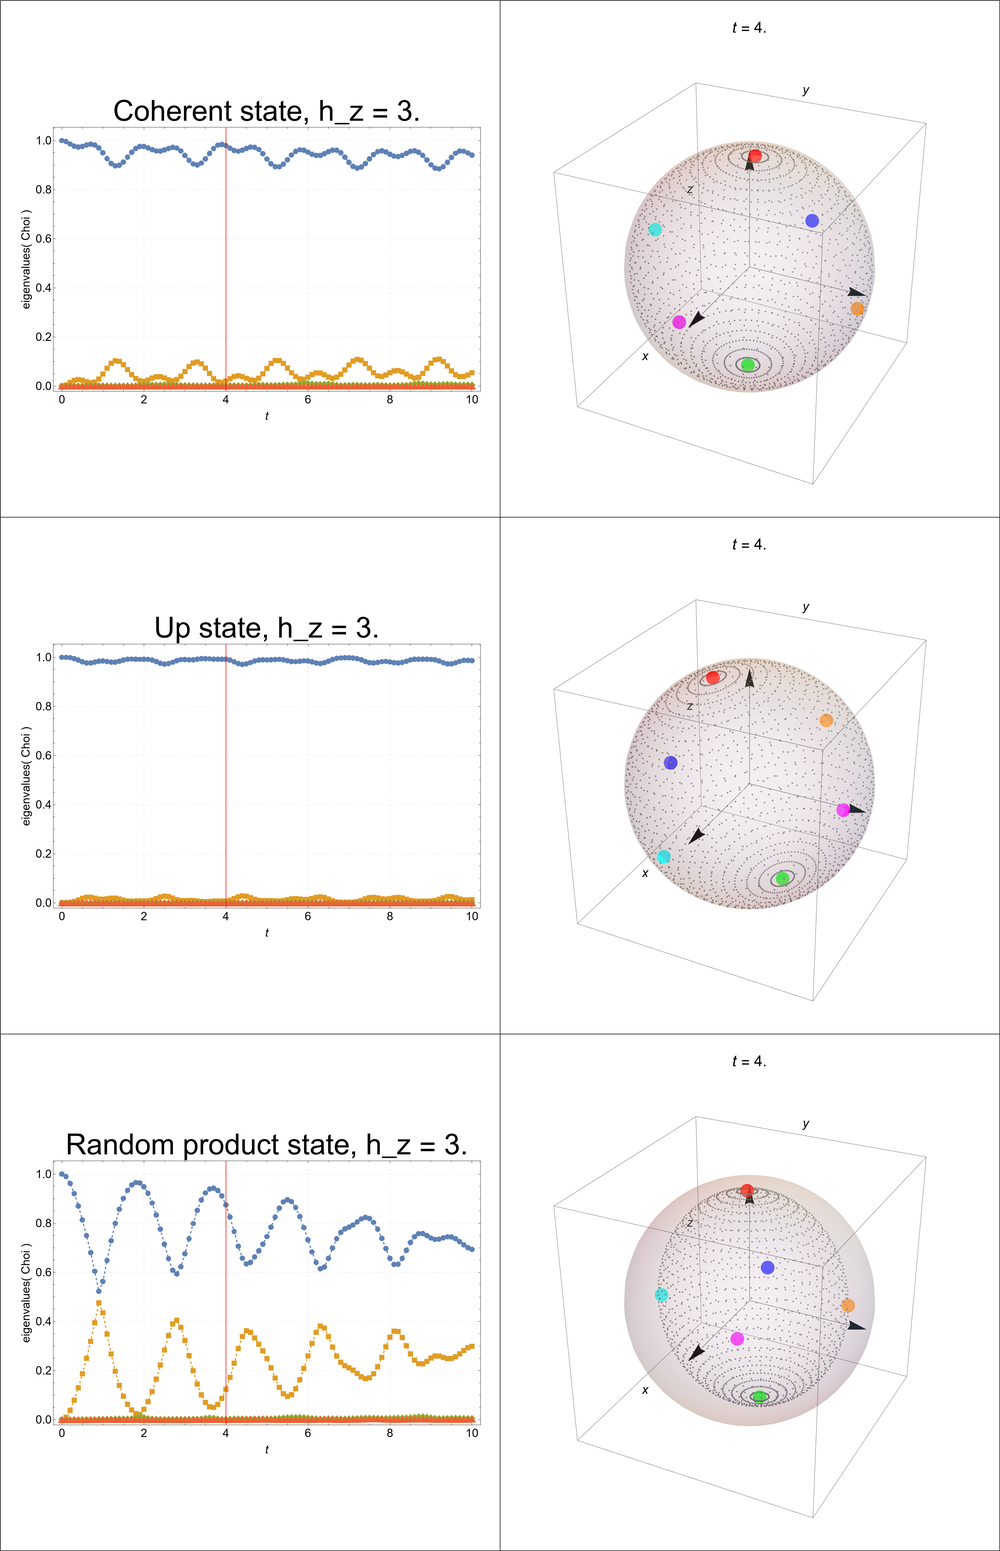 Coherent state, h_z = 3.
1.0
0.8
0.6
0.4
0.2
0.0
eigenvalues( Choi )
0 2 4 6 8 10
t
t = 4.
y
z
x
Up state, h_z = 3.
1.0
0.8
0.6
0.4
0.2
0.0
eigenvalues( Choi )
0 2 4 6 8 10
t
t = 4.
y
z
x
Random product state, h_z = 3.
1.0
0.8
0.6
0.4
0.2
0.0
eigenvalues( Choi )
0 2 4 6 8 10
t
t = 4.
y
z
x